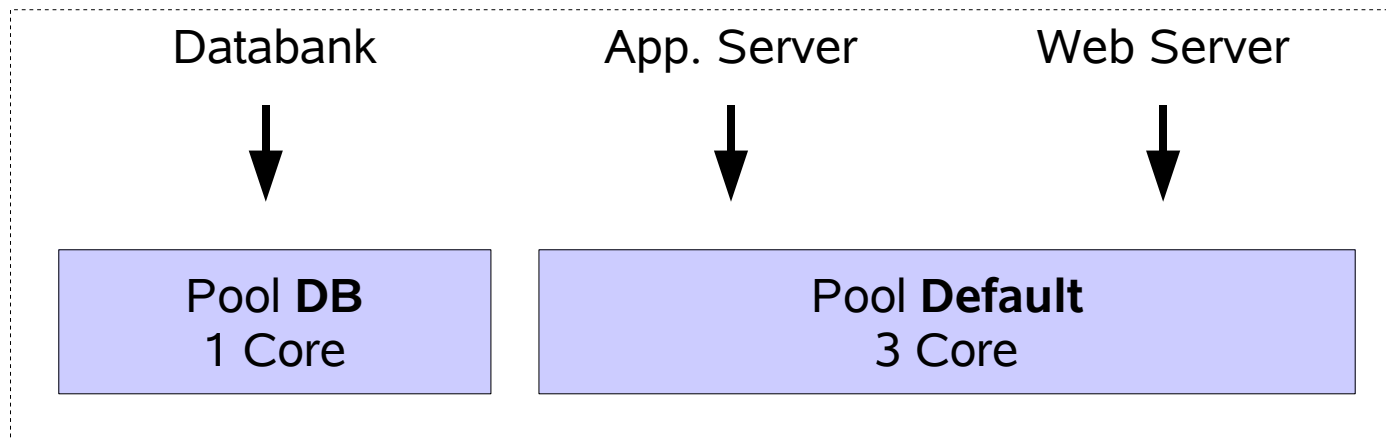 Databank
App. Server
Web Server
Pool DB
1 Core
Pool Default
3 Core